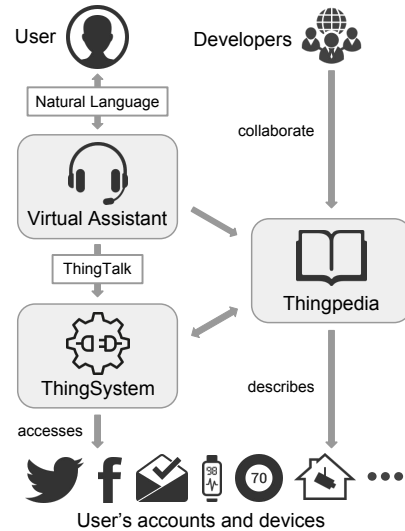 User
Developers
Natural Language
collaborate
Virtual Assistant
ThingTalk
Thingpedia
ThingSystem
describes
accesses
f
98
70
User's accounts and devices